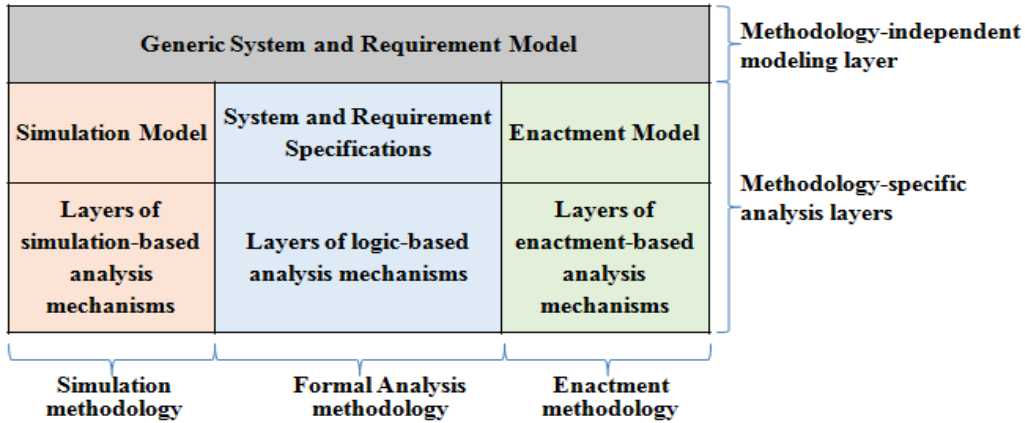 Generic System and Requirement Model
Methodology-independent
modeling layer
Simulation Model
System and Requirement
Specifications
Enactment Model
Methodology-specific
analysis layers
Layers of
simulation-based
analysis
mechanisms
Layers of logic-based
analysis mechanisms
Layers of
enactment-based
analysis
mechanisms
Simulation
methodology
Formal Analysis
methodology
Enactment
methodology